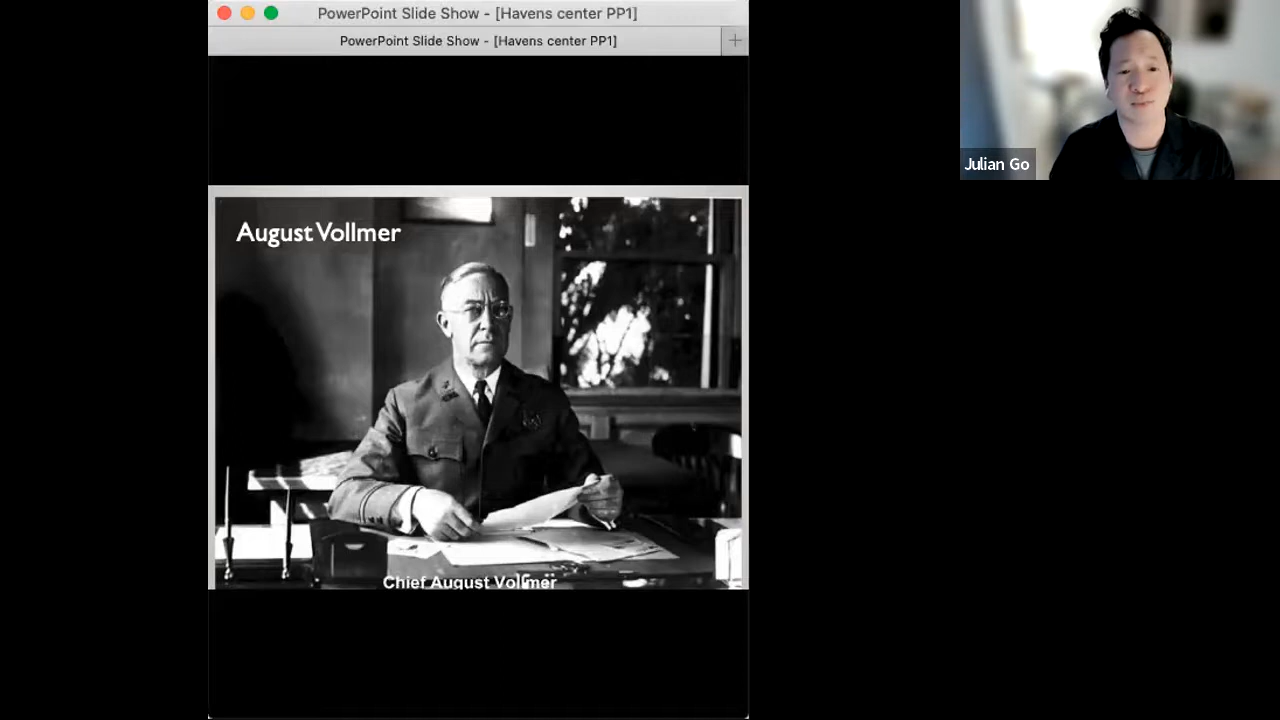 PowerPoint Slide Show - [Havens center PP1]
PowerPoint Slide Show - [Havens center PP1]
August Vollmer
Chief August Vollmer
Julian Go